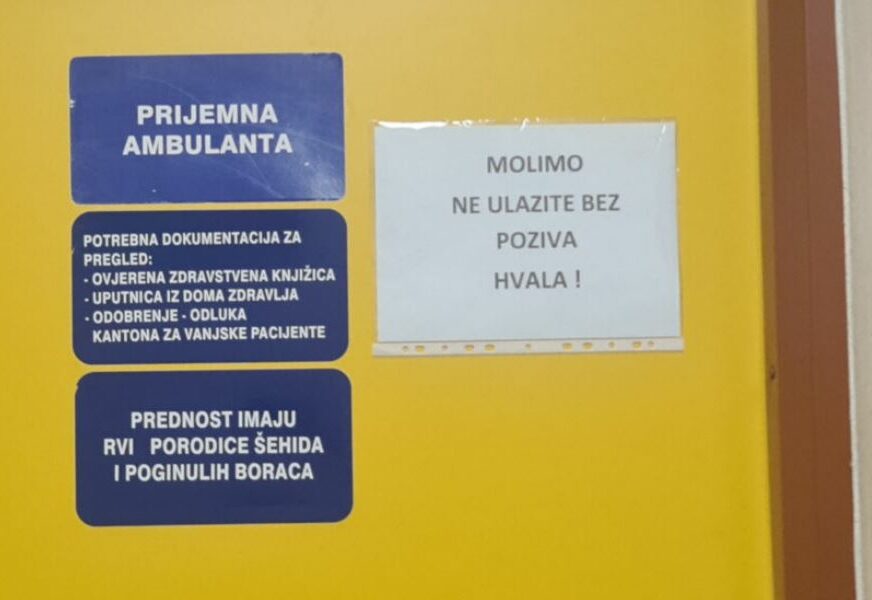 PRIJEMNA
AMBULANTA
POTREBNA DOKUMENTACIJA ZA
PREGLED:
- OVJERENA ZDRAVSTVENA KNJIŽICA
- UPUTNICA IZ DOMA ZDRAVLJA
- ODOBRENJE - ODLUKA
KANTONA ZA VANJSKE PACIJENTE
PREDNOST IMAJU
RVI PORODICE ŠEHIDA
I POGINULIH BORACA
MOLIMO
NE ULAZITE BEZ
POZIVA
HVALA !